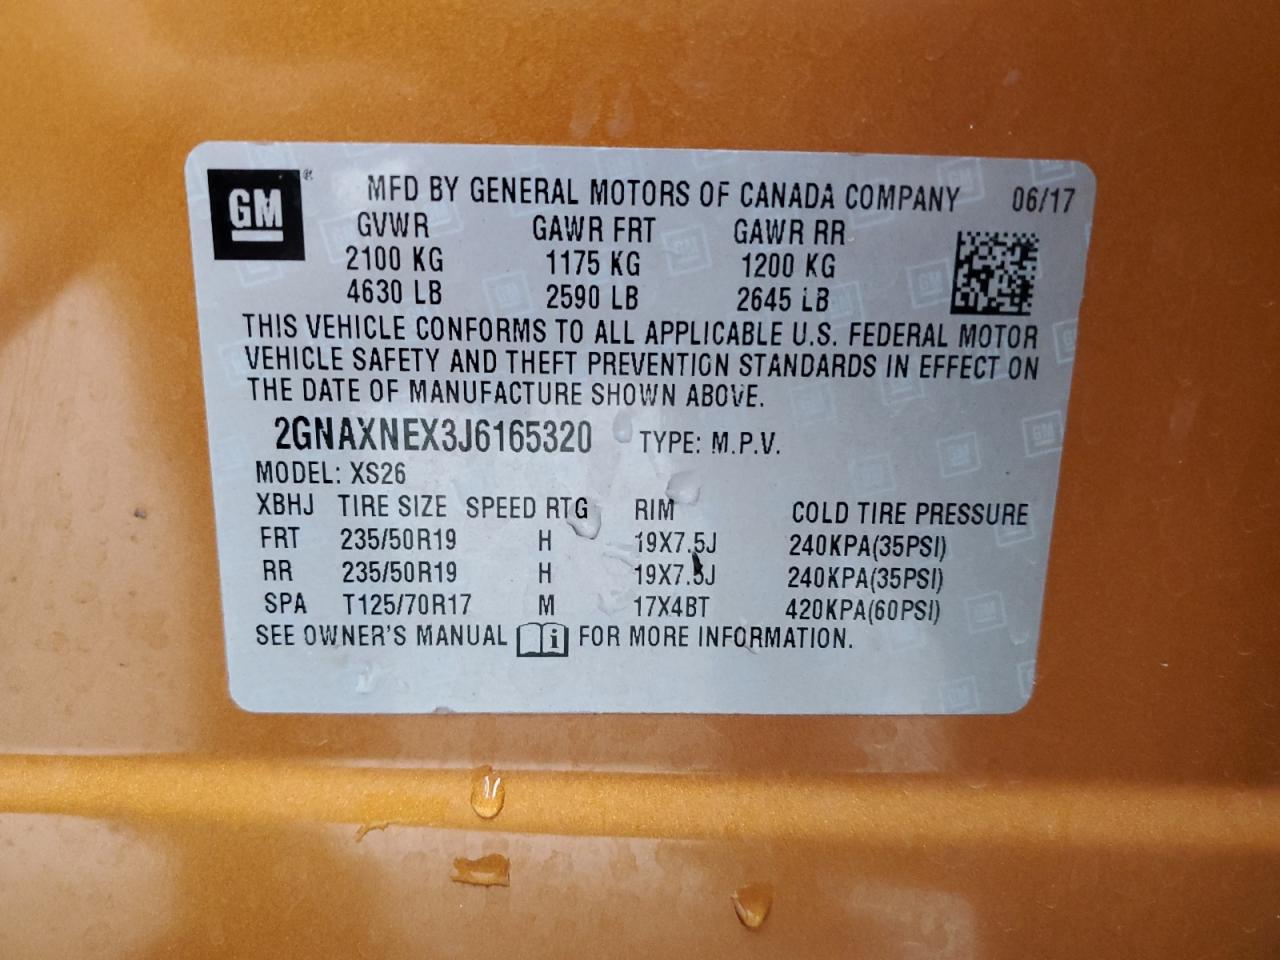 GM ® MFD BY GENERAL MOTORS OF CANADA COMPANY 06/17
GVWR GAWR FRT GAWR RR
2100 KG 1175 KG 1200 KG
4630 LB 2590 LB 2645 LB
THIS VEHICLE CONFORMS TO ALL APPLICABLE U.S. FEDERAL MOTOR
VEHICLE SAFETY AND THEFT PREVENTION STANDARDS IN EFFECT ON
THE DATE OF MANUFACTURE SHOWN ABOVE.
2GNAXNEX3J6165320 TYPE: M.P.V.
MODEL: XS26
XBHJ TIRE SIZE SPEED RTG RIM COLD TIRE PRESSURE
FRT 235/50R19 H 19X7.5J 240KPA(35PSI)
RR 235/50R19 H 19X7.5J 240KPA(35PSI)
SPA T125/70R17 M 17X4BT 420KPA(60PSI)
SEE OWNER'S MANUAL i FOR MORE INFORMATION.